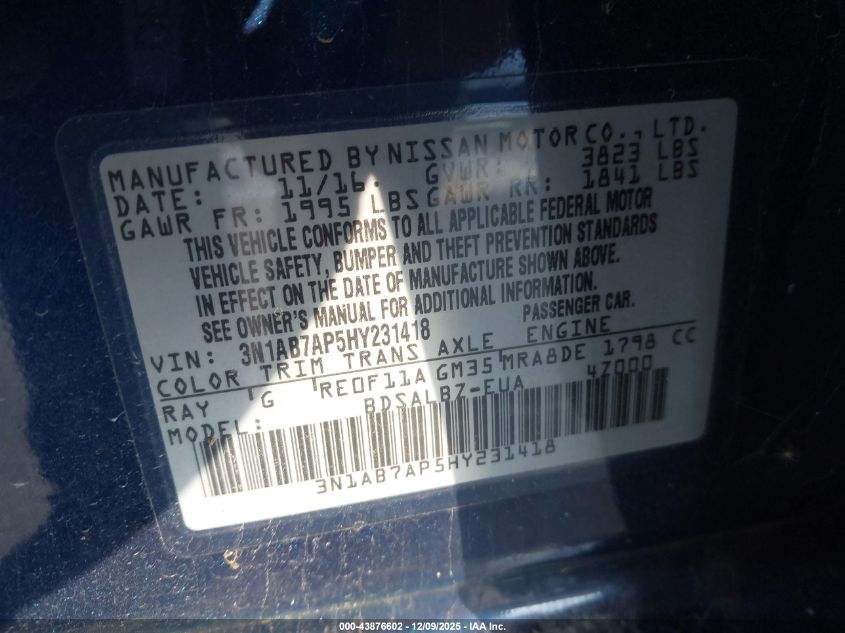 MANUFACTURED BY NISSAN MOTOR CO., LTD.
DATE: 11/16. GVWR: 3823 LBS
GAWR FR: 1995 LBS GAWR RR: 1841 LBS
THIS VEHICLE CONFORMS TO ALL APPLICABLE FEDERAL MOTOR
VEHICLE SAFETY, BUMPER AND THEFT PREVENTION STANDARDS
IN EFFECT ON THE DATE OF MANUFACTURE SHOWN ABOVE.
SEE OWNER'S MANUAL FOR ADDITIONAL INFORMATION.
VIN: 3N1AB7AP5HY231418 PASSENGER CAR.
COLOR TRIM TRANS AXLE ENGINE
RAY G RE0F11A GM35 MRA8DE 1798 CC
MODEL: BDSALBZ-EUA 47000
3N1AB7AP5HY231418
000-43876602 - 12/09/2025 - IAA Inc.